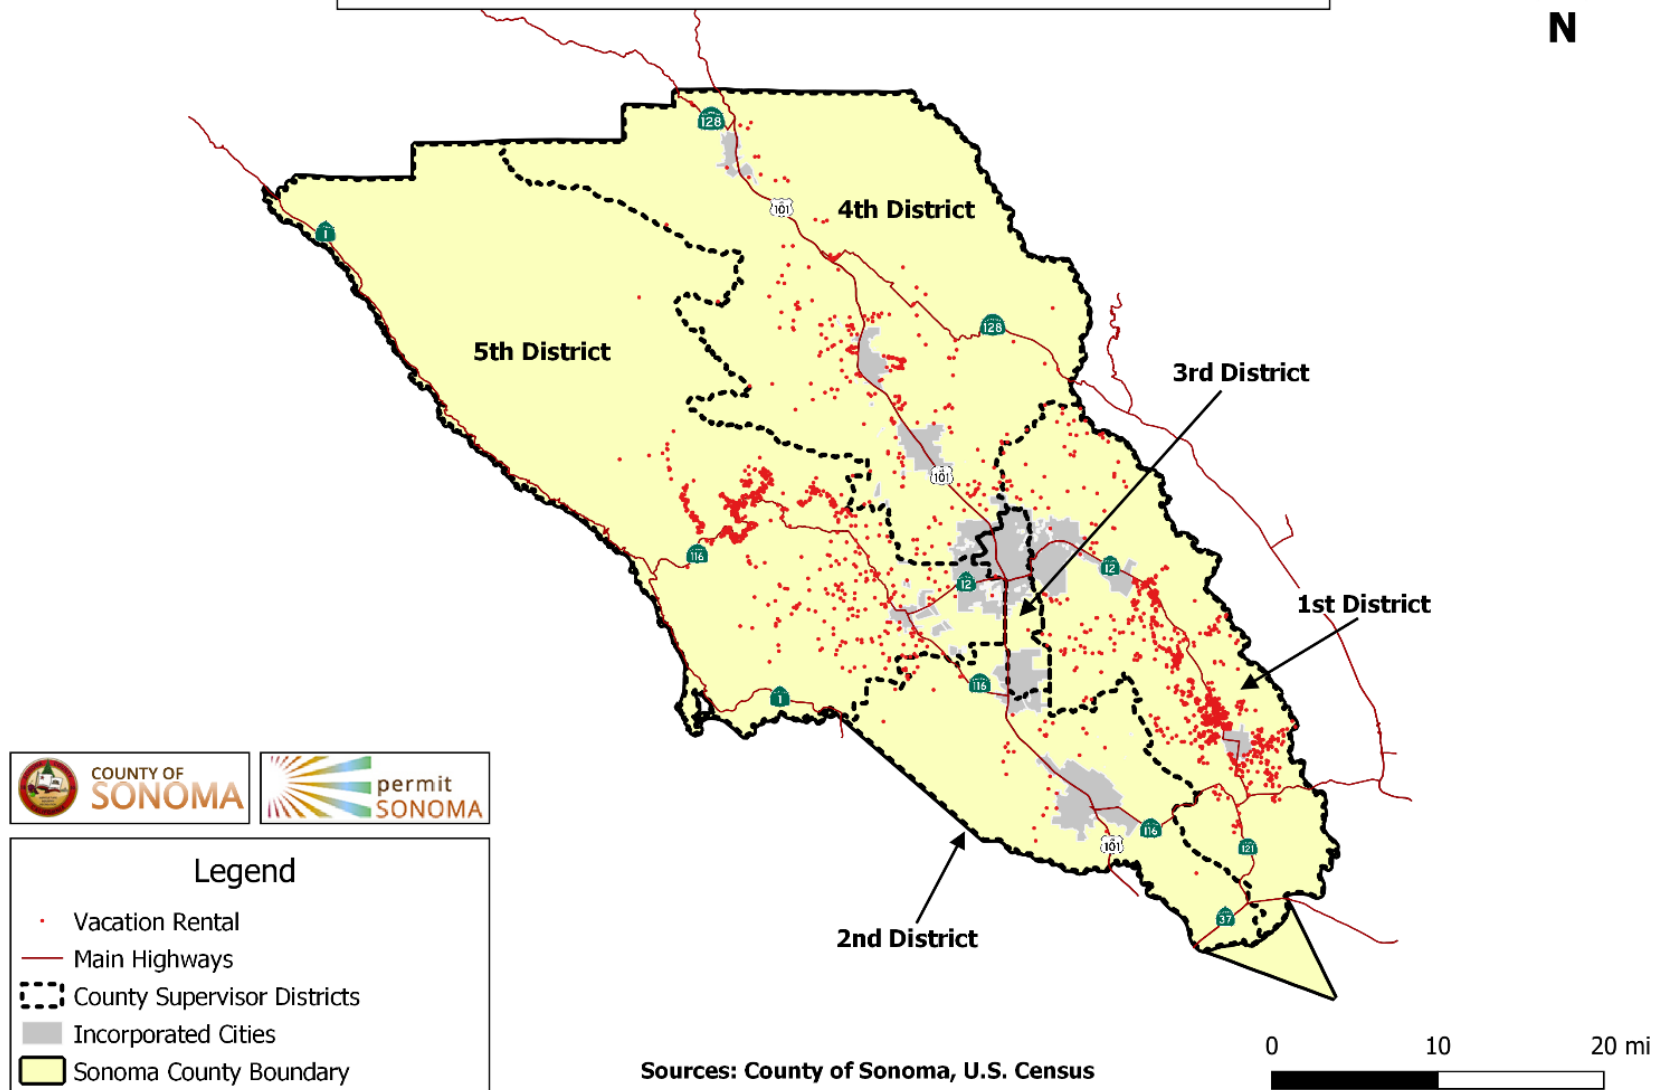 N
128
101
4th District
1
128
5th District
3rd District
101
116
12
12
1st District
116
1
COUNTY OF
SONOMA
permit
SONOMA
116
101
121
Legend
37
2nd District
Vacation Rental
Main Highways
County Supervisor Districts
Incorporated Cities
Sonoma County Boundary
Sources: County of Sonoma, U.S. Census
0 10 20 mi